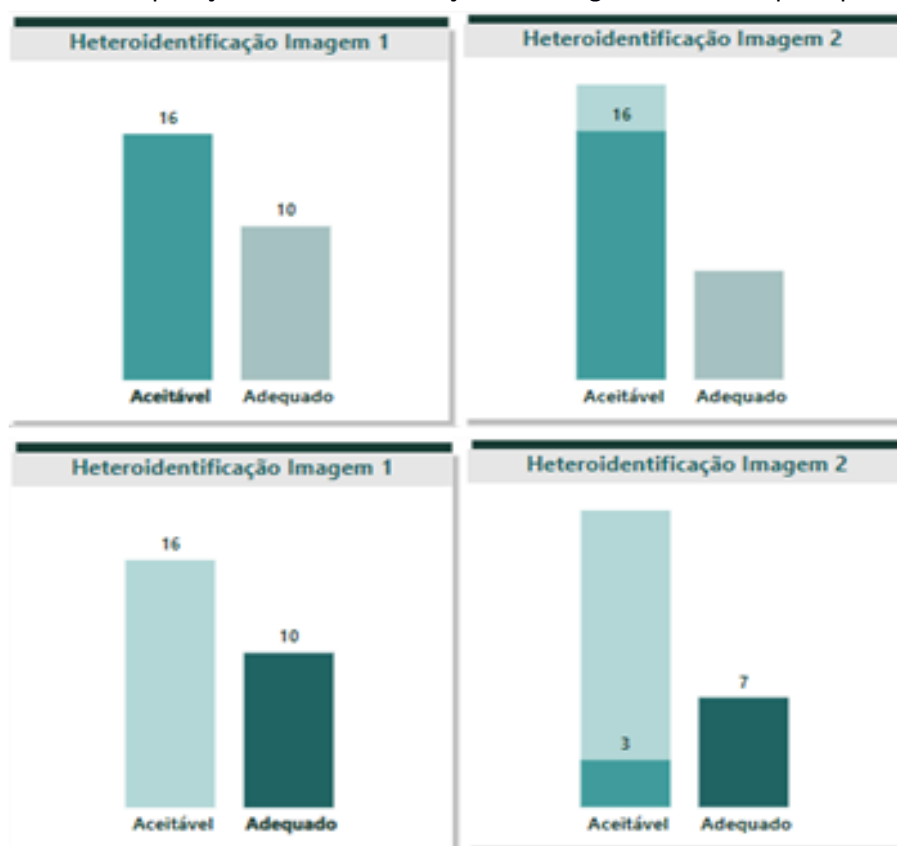 Heteroidentificação Imagem 1
16
10
Aceitável Adequado
Heteroidentificação Imagem 2
16
Aceitável Adequado
Heteroidentificação Imagem 1
16
10
Aceitável Adequado
Heteroidentificação Imagem 2
7
3
Aceitável Adequado